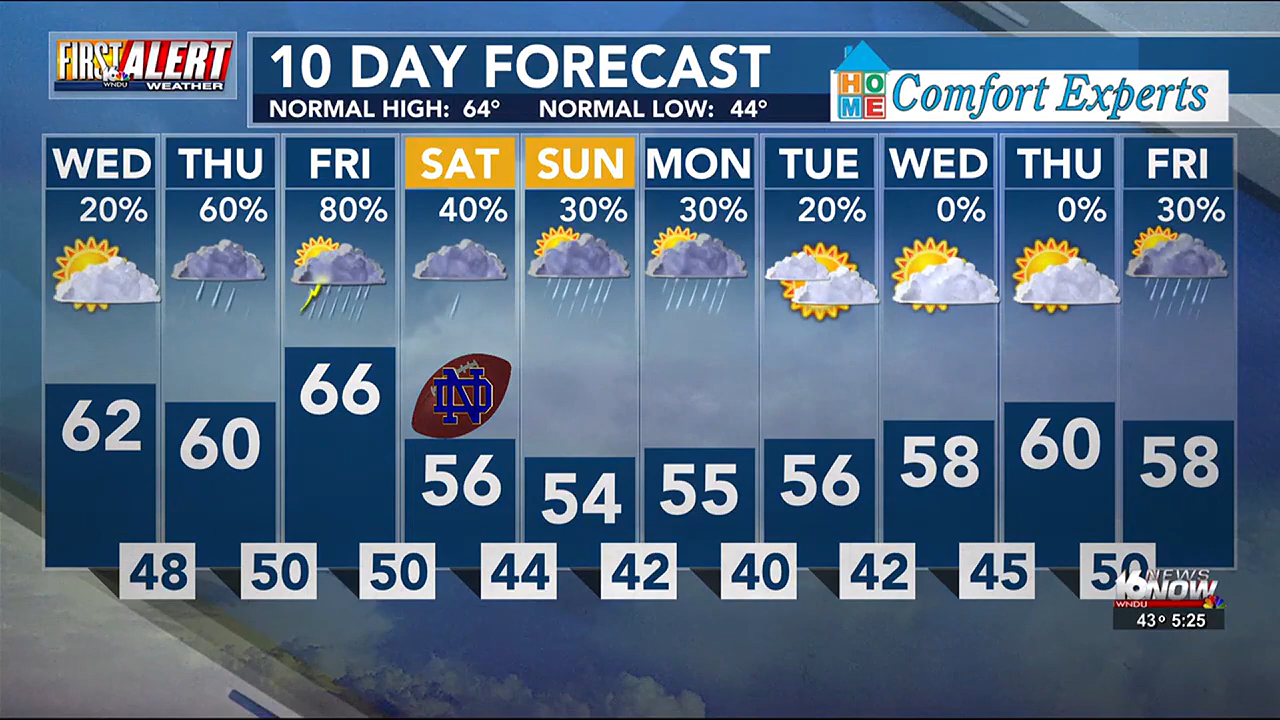 FIRST ALERT
16
WNDU
WEATHER
10 DAY FORECAST
NORMAL HIGH: 64° NORMAL LOW: 44°
HOME
Comfort Experts
WED THU FRI SAT SUN MON TUE WED THU FRI
20% 60% 80% 40% 30% 30% 20% 0% 0% 30%
ND
62 60 66 56 54 55 56 58 60 58
48 50 50 44 42 40 42 45 50
16 NEWS NOW
WNDU
43° 5:25